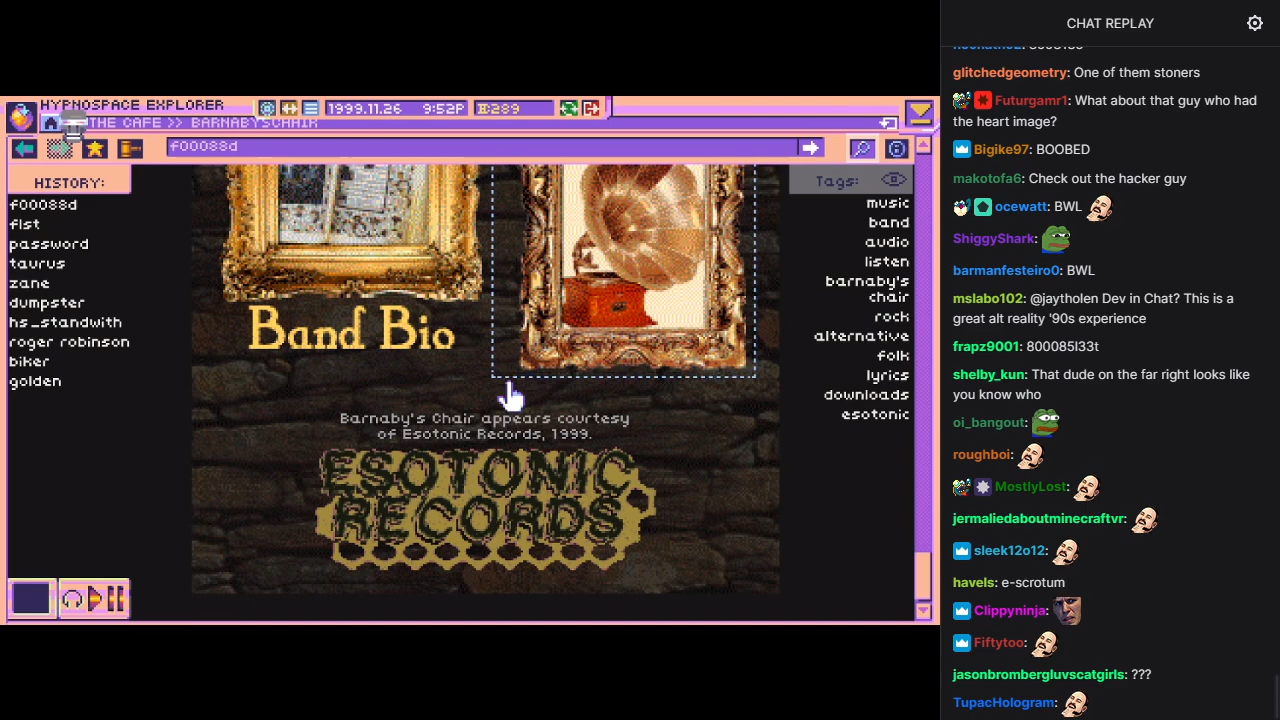 HYPNOSPACE EXPLORER
1999.11.26 9:52P
289
THE CAFE >> BARNABYSCHAIR
f00088d
HISTORY:
f00088d
fist
password
taurus
zane
dumpster
hs_standwith
roger robinson
biker
golden
Band Bio
Barnaby's Chair appears courtesy
of Esotonic Records, 1999.
ESOTONIC
RECORDS
Tags:
music
band
audio
listen
barnaby's
chair
rock
alternative
folk
lyrics
downloads
esotonic
CHAT REPLAY
glitchedgeometry: One of them stoners
Futurgamr1: What about that guy who had
the heart image?
Bigike97: BOOBED
makotofa6: Check out the hacker guy
ocewatt: BWL
ShiggyShark:
barmanfesteiro0: BWL
mslabo102: @jaytholen Dev in Chat? This is a
great alt reality '90s experience
frapz9001: 800085l33t
shelby_kun: That dude on the far right looks like
you know who
oi_bangout:
roughboi:
MostlyLost:
jermaliedaboutminecraftvr:
sleek12o12:
havels: e-scrotum
Clippyninja:
Fiftytoo:
jasonbrombergluvscatgirls: ???
TupacHologram: